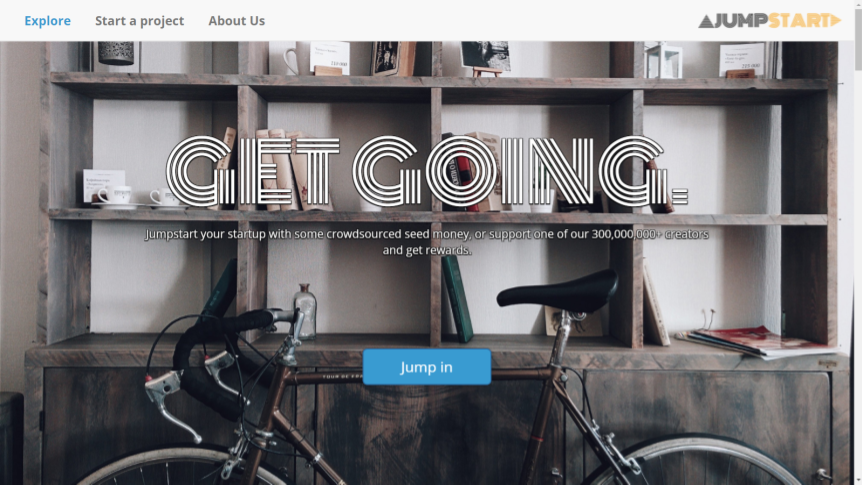 Explore
Start a project
About Us
JUMPSTART
GET GOING.
Jumpstart your startup with some crowdsourced seed money, or support one of our 300,000,000+ creators
and get rewards.
Jump in